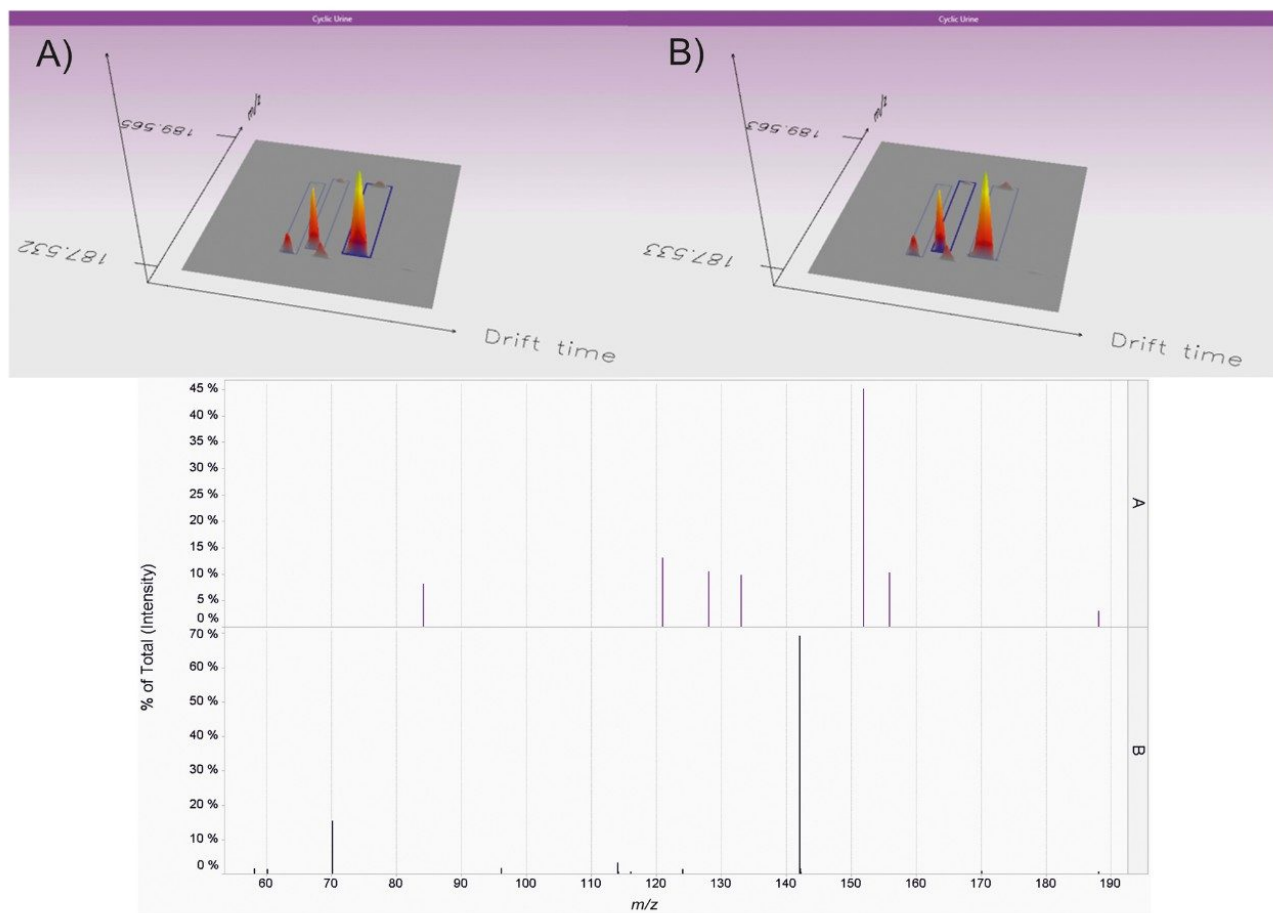 Cyclic Urine
Cyclic Urine
A)
B)
m/z
189.565
187.532
Drift time
m/z
189.563
187.533
Drift time
45 %
40 %
35 %
30 %
25 %
20 %
15 %
10 %
5 %
0 %
A
% of Total (Intensity)
70 %
60 %
50 %
40 %
30 %
20 %
10 %
0 %
B
60 70 80 90 100 110 120 130 140 150 160 170 180 190
m/z